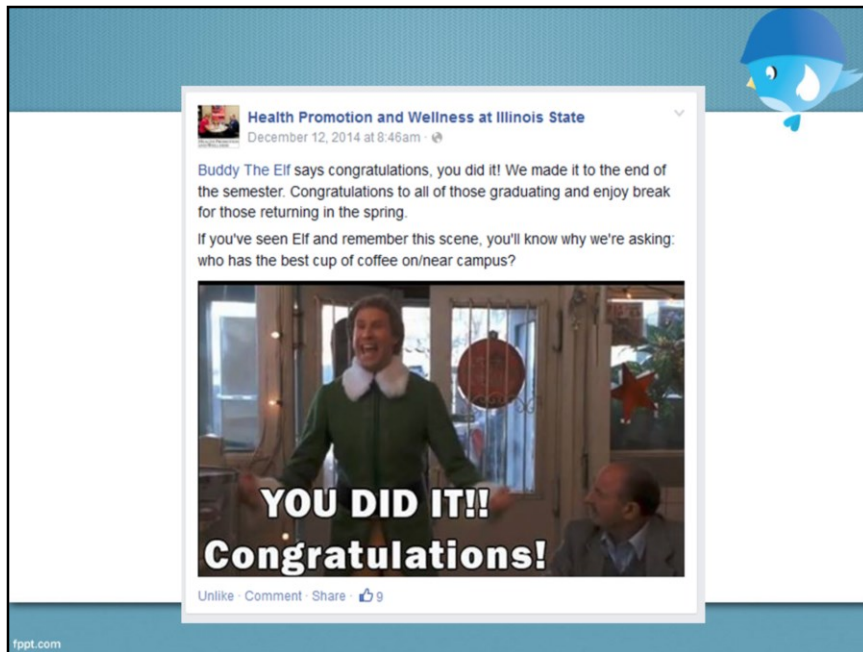 Health Promotion and Wellness at Illinois State
December 12, 2014 at 8:46am ·
Buddy The Elf says congratulations, you did it! We made it to the end of
the semester. Congratulations to all of those graduating and enjoy break
for those returning in the spring.
If you've seen Elf and remember this scene, you'll know why we're asking:
who has the best cup of coffee on/near campus?
YOU DID IT!!
Congratulations!
Unlike · Comment · Share · 9
fppt.com